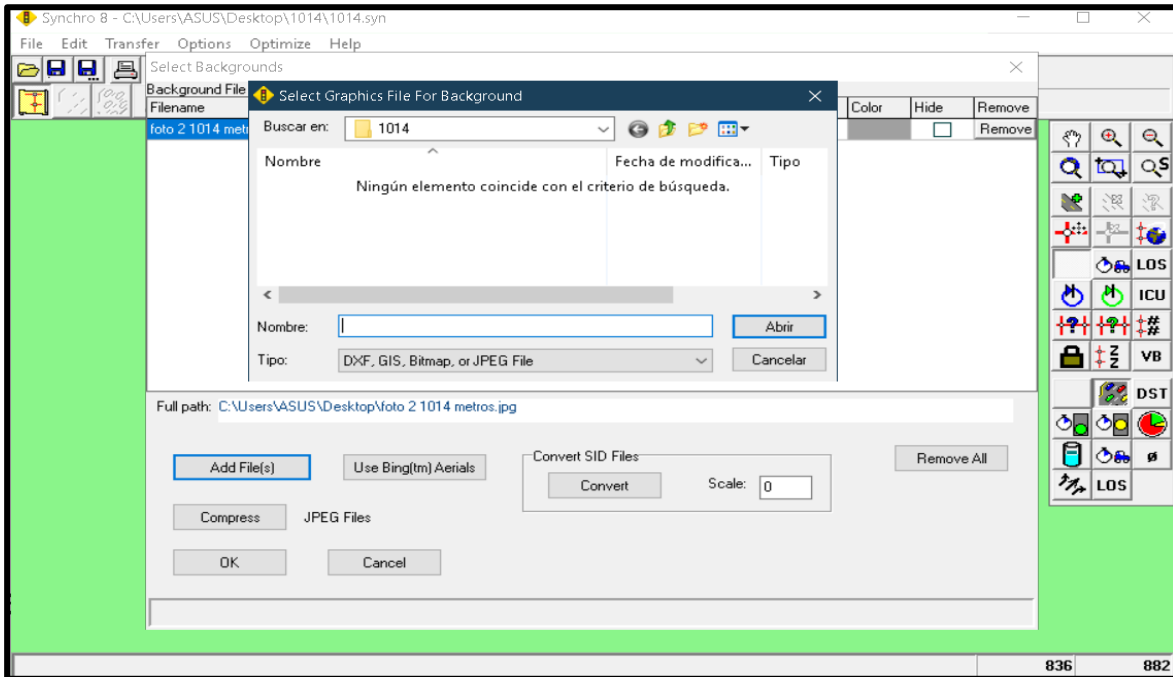 Synchro 8 - C:\Users\ASUS\Desktop\1014\1014.syn
File Edit Transfer Options Optimize Help
Select Backgrounds
Background File
Filename Color Hide Remove
foto 2 1014 met Remove
Select Graphics File For Background
Buscar en: 1014
Nombre Fecha de modifica... Tipo
Ningún elemento coincide con el criterio de búsqueda.
Nombre: Abrir
Tipo: DXF, GIS, Bitmap, or JPEG File Cancelar
Full path: C:\Users\ASUS\Desktop\foto 2 1014 metros.jpg
Add File(s) Use Bing(tm) Aerials Convert SID Files Remove All
Convert Scale: 0
Compress JPEG Files
OK Cancel
S
LOS
ICU
? ? ##
Z Z VB
DST
ø
LOS
836 882